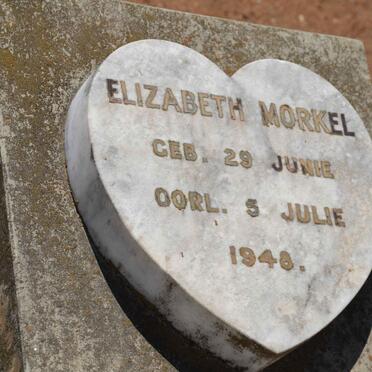 ELIZABETH MORKEL
GEB. 29 JUNIE
OORL. 5 JULIE
1948.